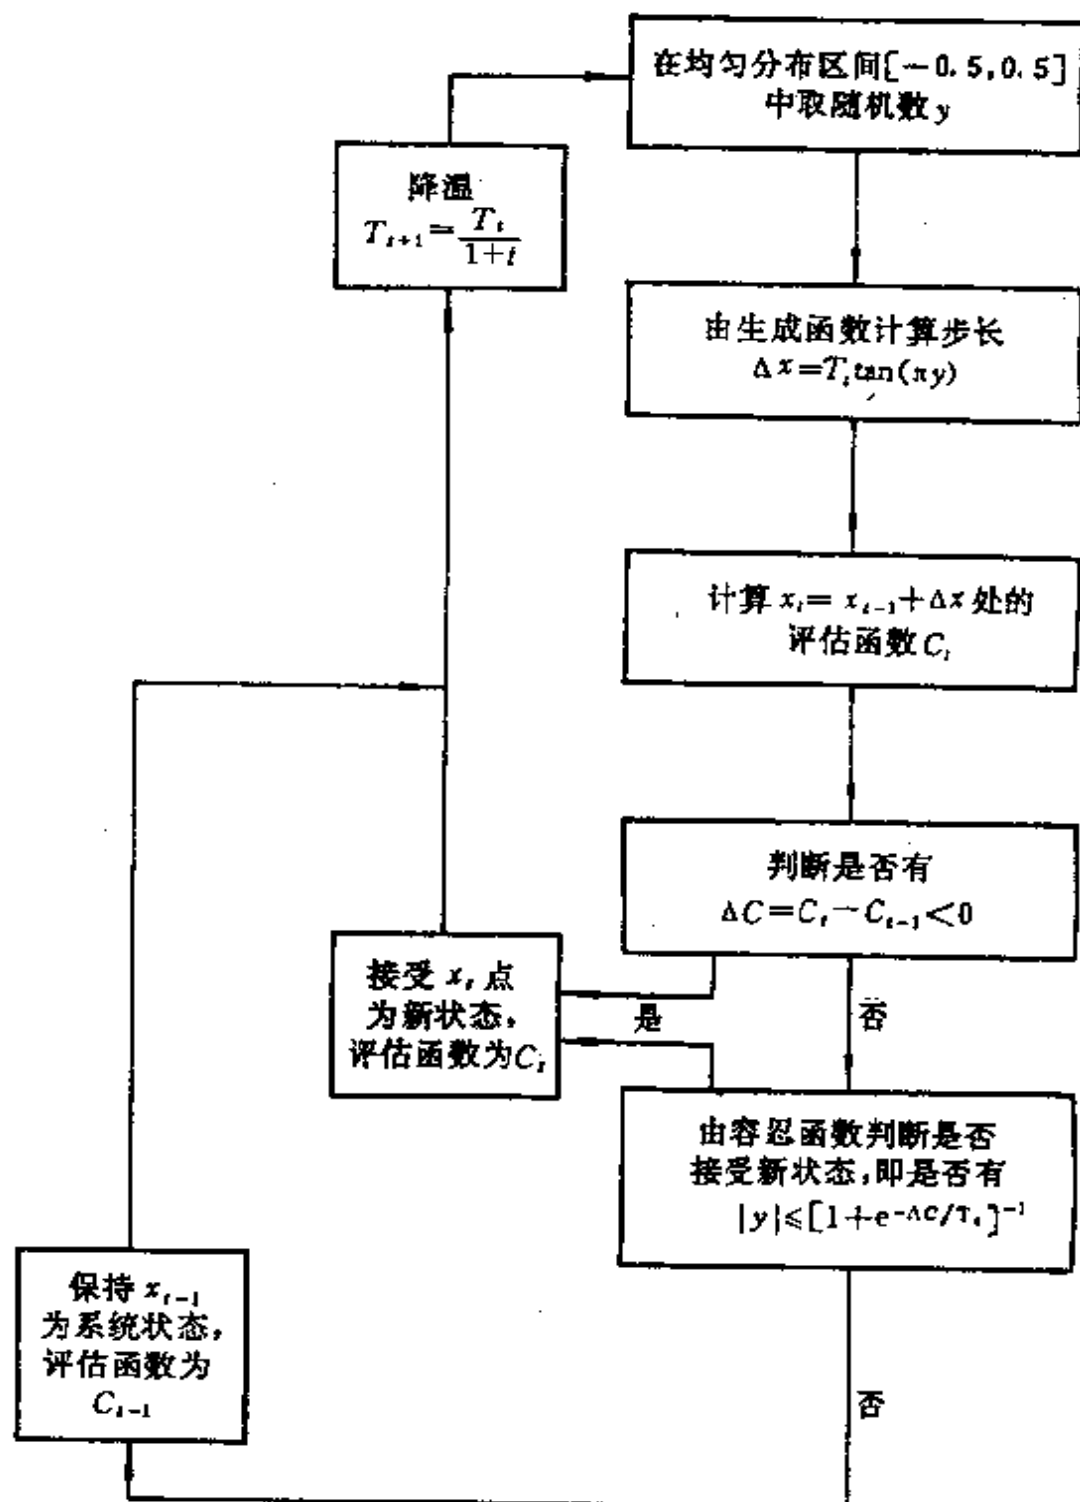 在均匀分布区间[-0.5,0.5]
中取随机数 y
降温
T_{t+1} = \frac{T_t}{1+t}
由生成函数计算步长
Δx=T_t tan(πy)
计算 x_t = x_{t-1}+Δx 处的
评估函数 C_t
判断是否有
ΔC=C_t-C_{t-1}<0
接受 x_t 点
为新状态,
评估函数为C_t
是
否
由容忍函数判断是否
接受新状态,即是否有
|y|≤[1+e^{-ΔC/T_t}]^{-1}
保持 x_{t-1}
为系统状态,
评估函数为
C_{t-1}
否